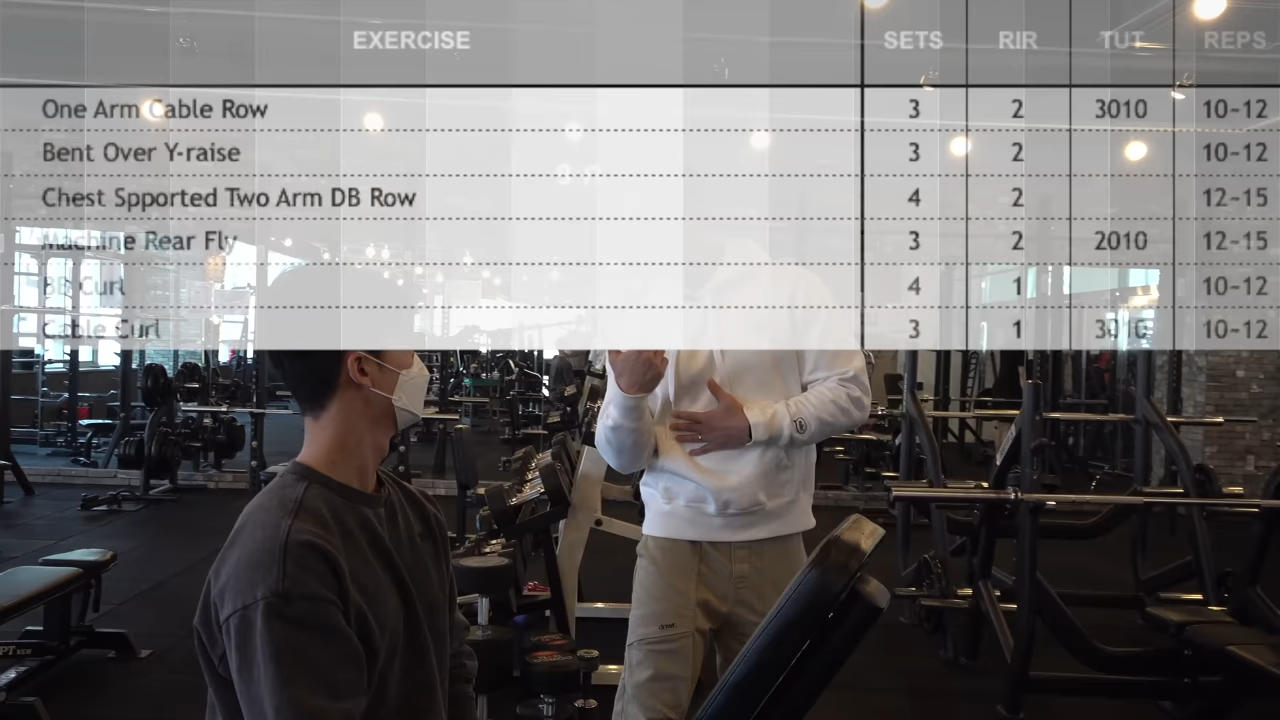 EXERCISE SETS RIR TUT REPS
One Arm Cable Row 3 2 3010 10-12
Bent Over Y-raise 3 2 10-12
Chest Spported Two Arm DB Row 4 2 12-15
Machine Rear Fly 3 2 2010 12-15
BB Curl 4 1 10-12
Cable Curl 3 1 3010 10-12